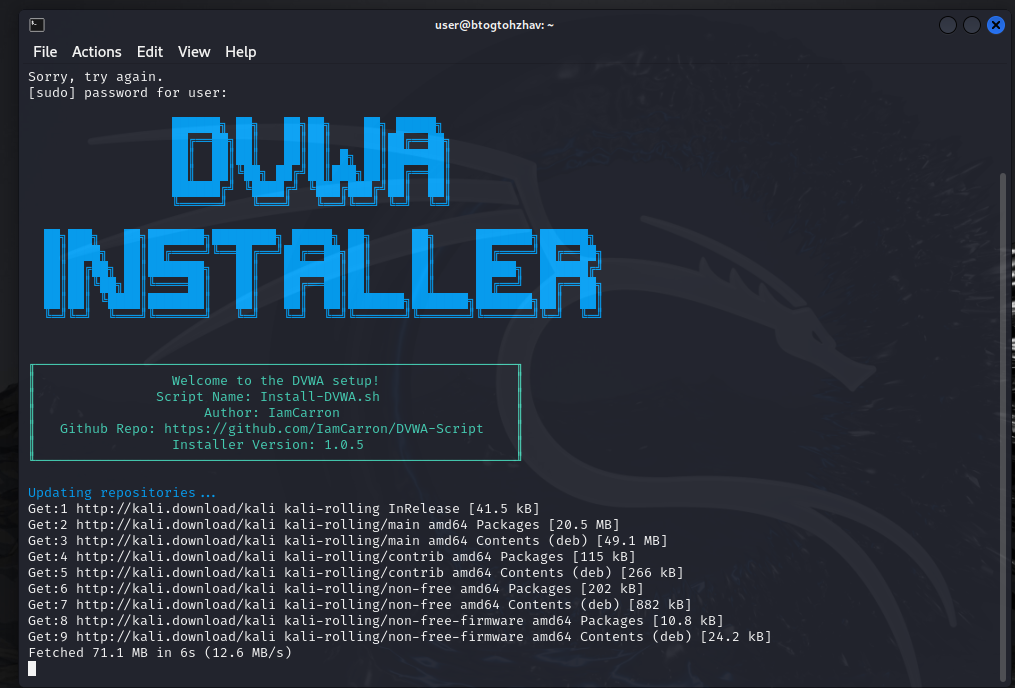 user@btogtohzhav: ~
File Actions Edit View Help
Sorry, try again.
[sudo] password for user:
DVWA
INSTALLER
Welcome to the DVWA setup!
Script Name: Install-DVWA.sh
Author: IamCarron
Github Repo: https://github.com/IamCarron/DVWA-Script
Installer Version: 1.0.5
Updating repositories...
Get:1 http://kali.download/kali kali-rolling InRelease [41.5 kB]
Get:2 http://kali.download/kali kali-rolling/main amd64 Packages [20.5 MB]
Get:3 http://kali.download/kali kali-rolling/main amd64 Contents (deb) [49.1 MB]
Get:4 http://kali.download/kali kali-rolling/contrib amd64 Packages [115 kB]
Get:5 http://kali.download/kali kali-rolling/contrib amd64 Contents (deb) [266 kB]
Get:6 http://kali.download/kali kali-rolling/non-free amd64 Packages [202 kB]
Get:7 http://kali.download/kali kali-rolling/non-free amd64 Contents (deb) [882 kB]
Get:8 http://kali.download/kali kali-rolling/non-free-firmware amd64 Packages [10.8 kB]
Get:9 http://kali.download/kali kali-rolling/non-free-firmware amd64 Contents (deb) [24.2 kB]
Fetched 71.1 MB in 6s (12.6 MB/s)